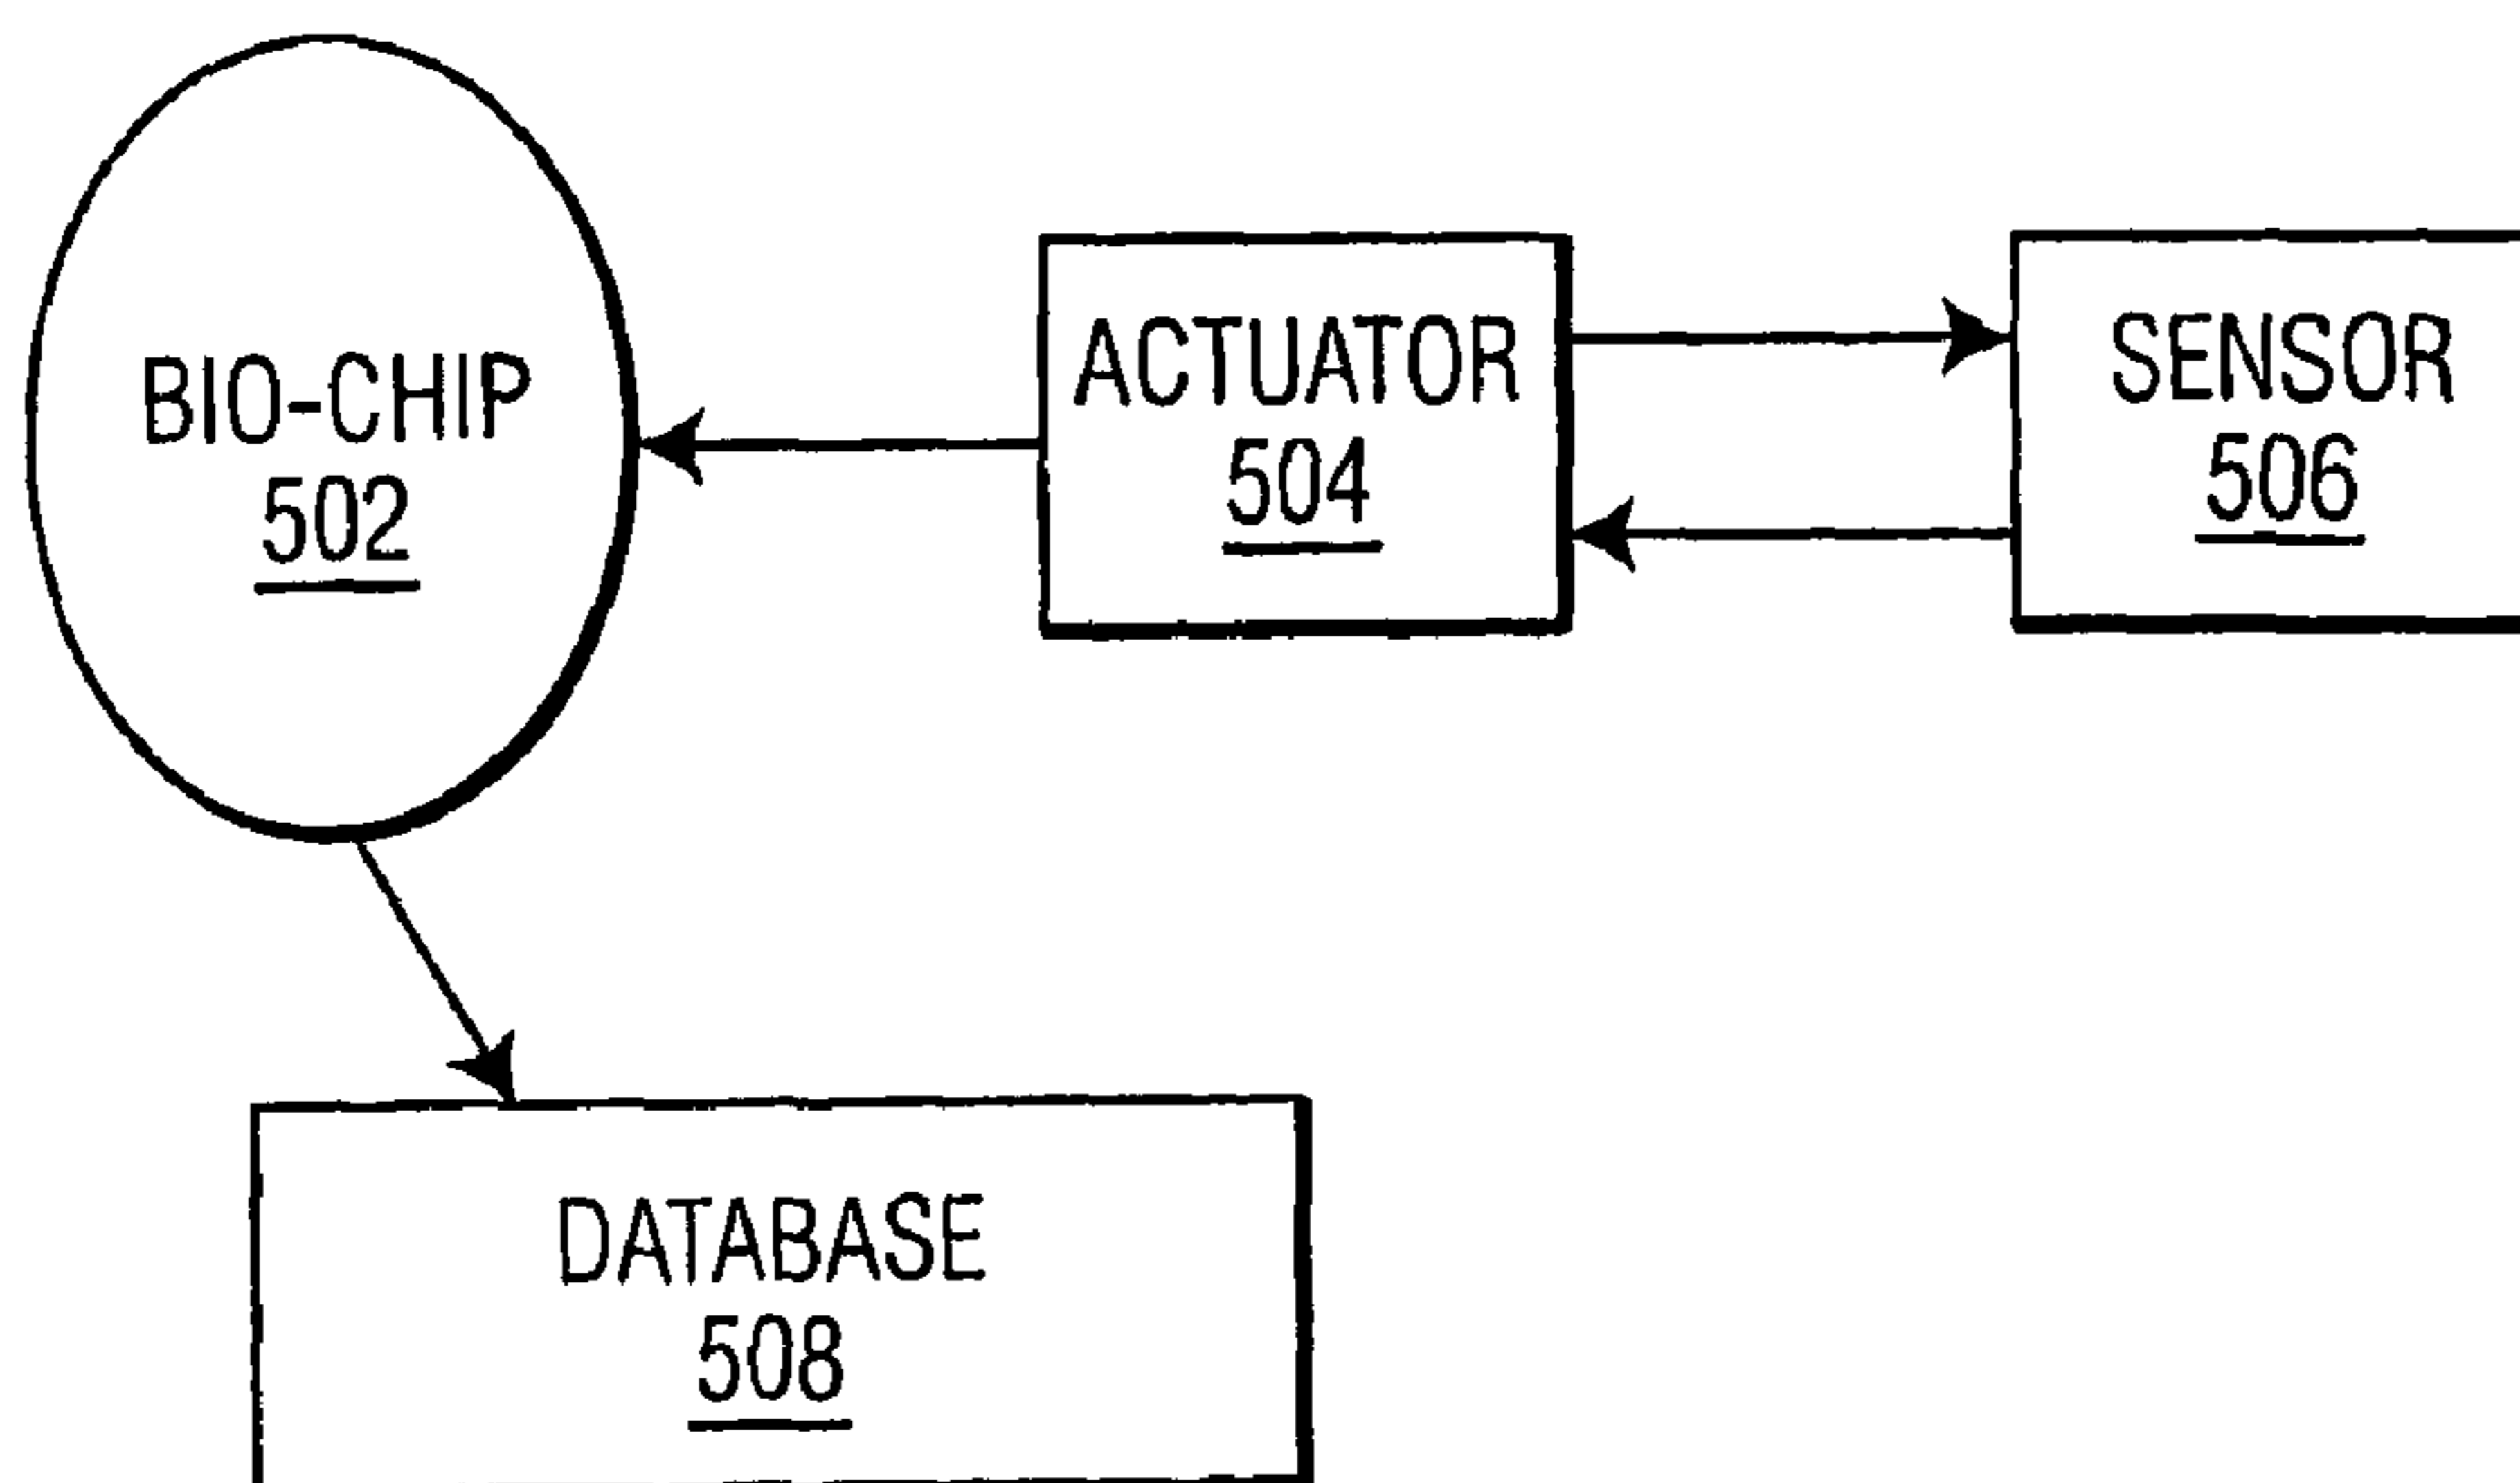 BIO-CHIP
502
ACTUATOR
504
SENSOR
506
DATABASE
508